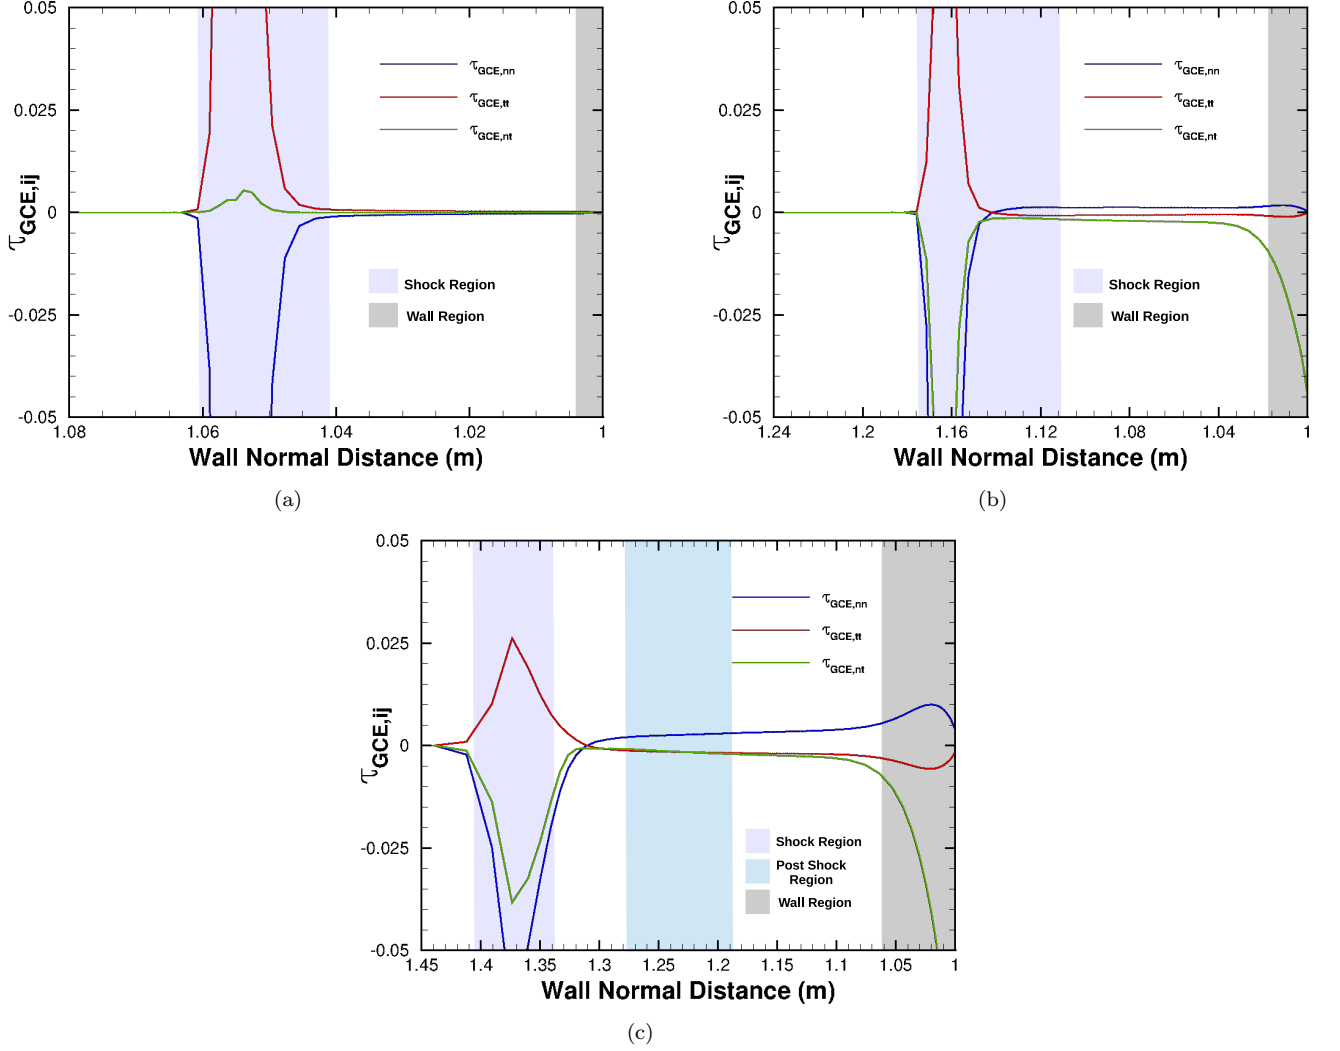 0.05
0.025
0
-0.025
-0.05
τGCE,ij
τGCE,nn
τGCE,tt
τGCE,nt
Shock Region
Wall Region
1.08
1.06
1.04
1.02
1
Wall Normal Distance (m)
(a)
0.05
0.025
0
-0.025
-0.05
τGCE,ij
τGCE,nn
τGCE,tt
τGCE,nt
Shock Region
Wall Region
1.24
1.2
1.16
1.12
1.08
1.04
1
Wall Normal Distance (m)
(b)
0.05
0.025
0
-0.025
-0.05
τGCE,ij
τGCE,nn
τGCE,tt
τGCE,nt
Shock Region
Post Shock
Region
Wall Region
1.45
1.4
1.35
1.3
1.25
1.2
1.15
1.1
1.05
1
Wall Normal Distance (m)
(c)